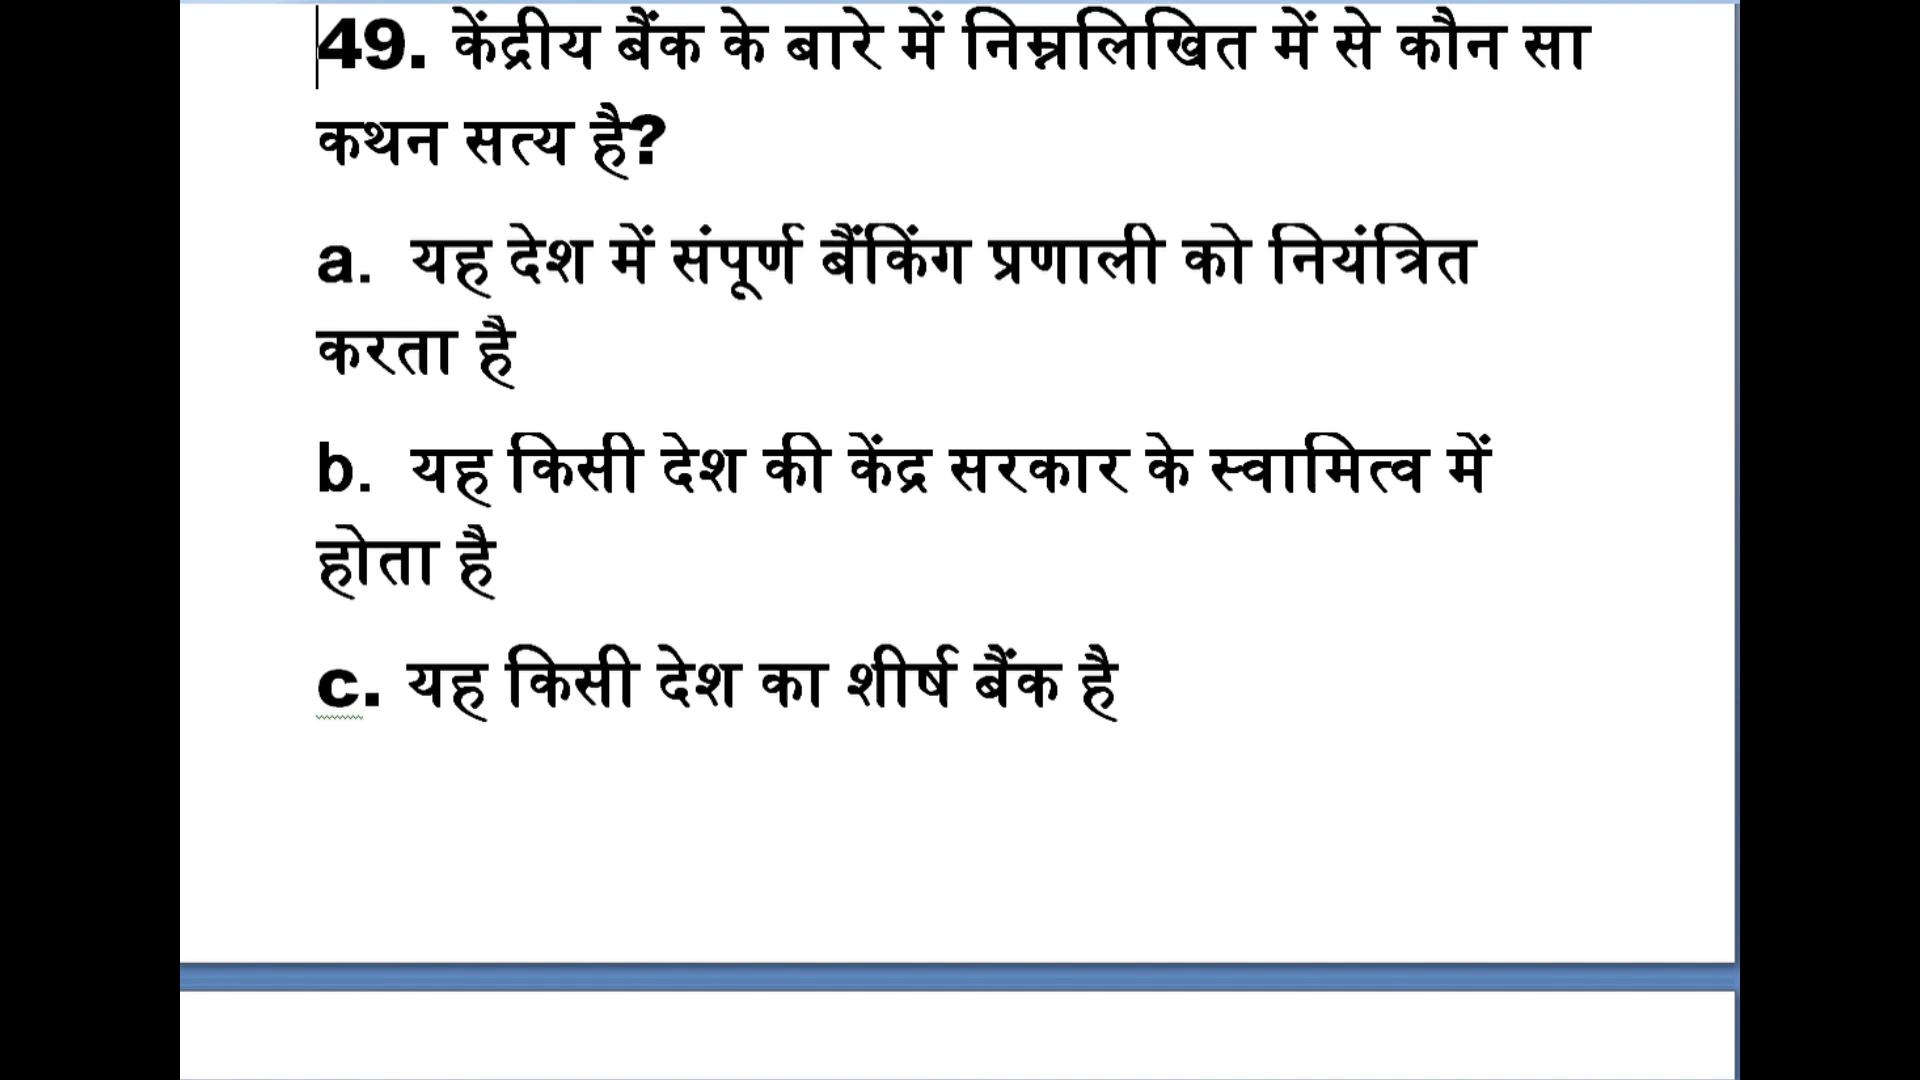 49. केंद्रीय बैंक के बारे में निम्नलिखित में से कौन सा
कथन सत्य है?
a. यह देश में संपूर्ण बैंकिंग प्रणाली को नियंत्रित
करता है
b. यह किसी देश की केंद्र सरकार के स्वामित्व में
होता है
c. यह किसी देश का शीर्ष बैंक है